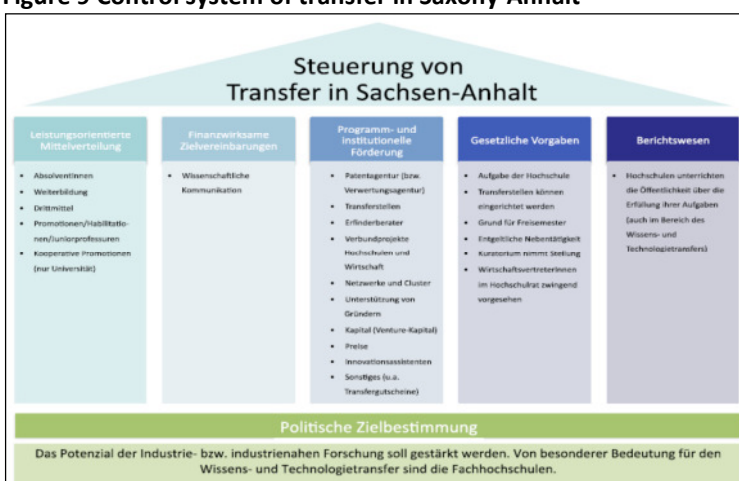 Figure 9 Control system of transfer in Saxony-Anhalt
Steuerung von
Transfer in Sachsen-Anhalt
Leistungsorientierte
Mittelverteilung
• AbsolventInnen
• Weiterbildung
• Drittmittel
• Promotionen/Habilitatio-
nen/Juniorprofessuren
• Kooperative Promotionen
(nur Universität)
Finanzwirksame
Zielvereinbarungen
• Wissenschaftliche
Kommunikation
Programm- und
institutionelle
Förderung
• Patentagentur (bzw.
Verwertungsagentur)
• Transferstellen
• Erfinderberater
• Verbundprojekte
Hochschulen und
Wirtschaft
• Netzwerke und Cluster
• Unterstützung von
Gründern
• Kapital (Venture-Kapital)
• Preise
• Innovationsassistenten
• Sonstiges (u.a.
Transfergutscheine)
Gesetzliche Vorgaben
• Aufgabe der Hochschule
• Transferstellen können
eingerichtet werden
• Grund für Freisemester
• Entgeltliche Nebentätigkeit
• Kuratorium nimmt Stellung
• WirtschaftsvertreterInnen
im Hochschulrat zwingend
vorgesehen
Berichtswesen
• Hochschulen unterrichten
die Öffentlichkeit über die
Erfüllung ihrer Aufgaben
(auch im Bereich des
Wissens- und
Technologietransfers)
Politische Zielbestimmung
Das Potenzial der Industrie- bzw. industrienahen Forschung soll gestärkt werden. Von besonderer Bedeutung für den
Wissens- und Technologietransfer sind die Fachhochschulen.